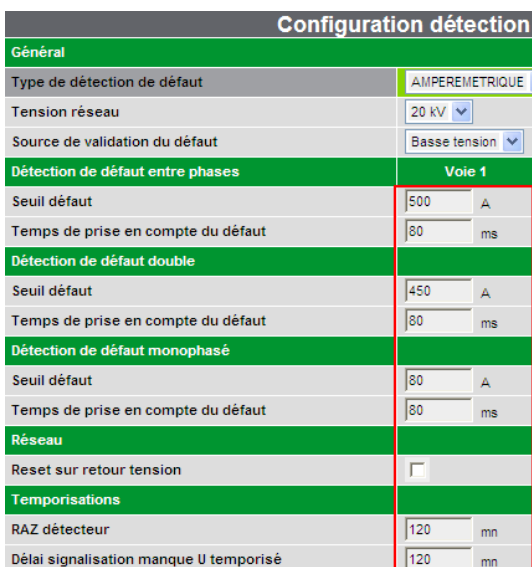 Configuration détection
Général
Type de détection de défaut AMPEREMETRIQUE
Tension réseau 20 kV
Source de validation du défaut Basse tension
Détection de défaut entre phases Voie 1
Seuil défaut 500 A
Temps de prise en compte du défaut 80 ms
Détection de défaut double
Seuil défaut 450 A
Temps de prise en compte du défaut 80 ms
Détection de défaut monophasé
Seuil défaut 80 A
Temps de prise en compte du défaut 80 ms
Réseau
Reset sur retour tension
Temporisations
RAZ détecteur 120 mn
Délai signalisation manque U temporisé 120 mn